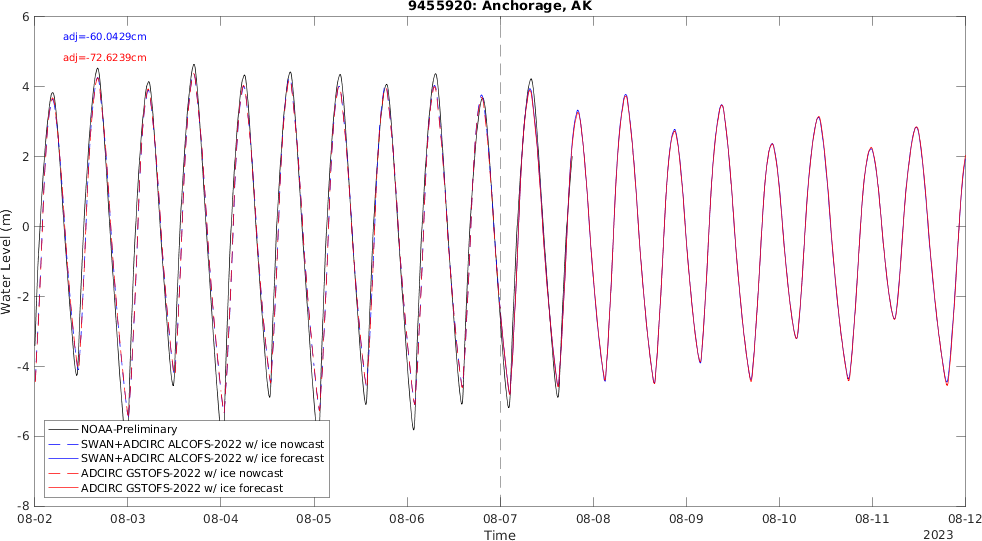 9455920: Anchorage, AK
adj=-60.0429cm
adj=-72.6239cm
6
4
2
0
-2
-4
-6
-8
Water Level (m)
NOAA-Preliminary
SWAN+ADCIRC ALCOFS-2022 w/ ice nowcast
SWAN+ADCIRC ALCOFS-2022 w/ ice forecast
ADCIRC GSTOFS-2022 w/ ice nowcast
ADCIRC GSTOFS-2022 w/ ice forecast
08-02 08-03 08-04 08-05 08-06 08-07 08-08 08-09 08-10 08-11 08-12
Time
2023